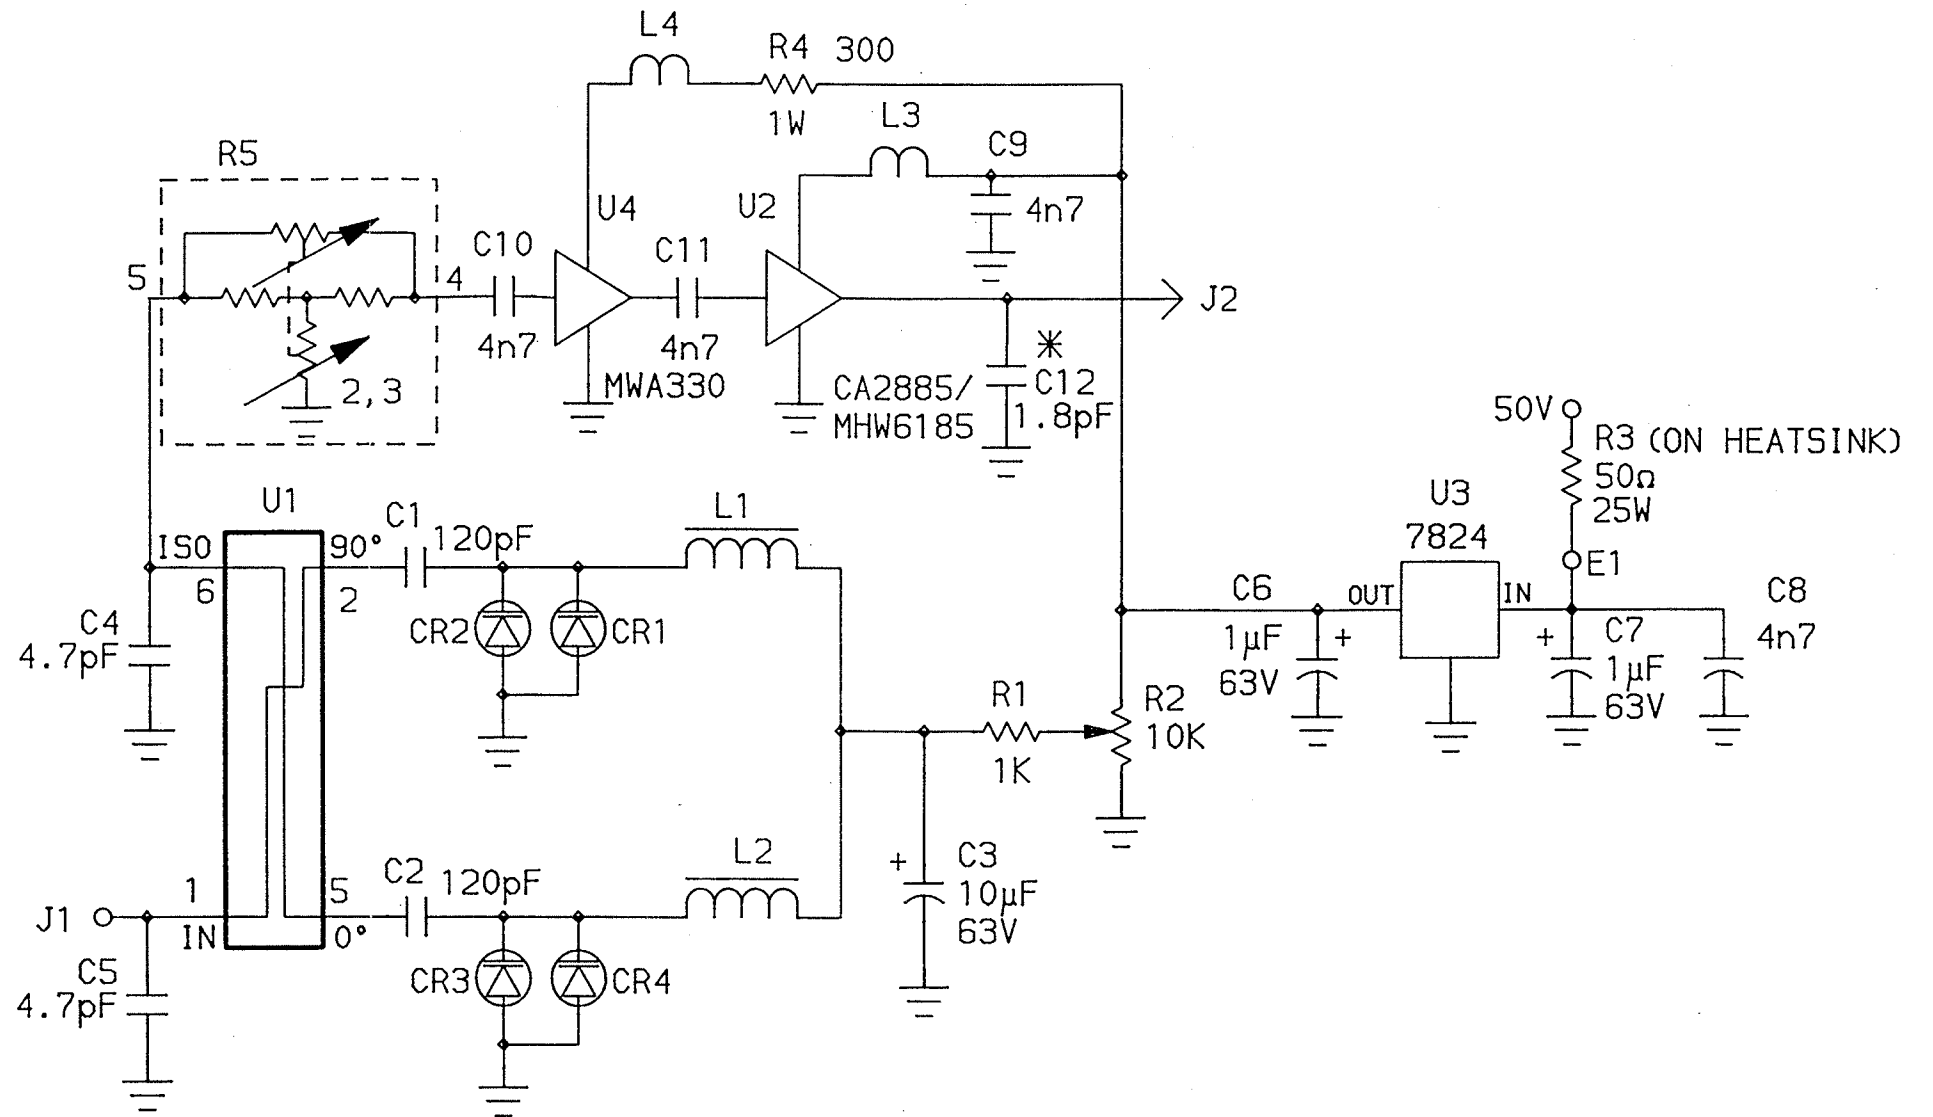 L4
R4 300
1W
L3
C9
4n7
R5
U4
U2
C10
C11
5
4
4n7
4n7
MWA330
2,3
CA2885/
MHW6185
J2
*
C12
1.8pF
50V
R3 (ON HEATSINK)
50Ω
25W
E1
U3
7824
OUT
IN
U1
ISO
6
90°
2
C1
120pF
L1
CR2
CR1
C4
4.7pF
C6
1µF
63V
+
+
C7
1µF
63V
C8
4n7
R1
1K
R2
10K
L2
+
C3
10µF
63V
J1
1
IN
5
0°
C2
120pF
CR3
CR4
C5
4.7pF